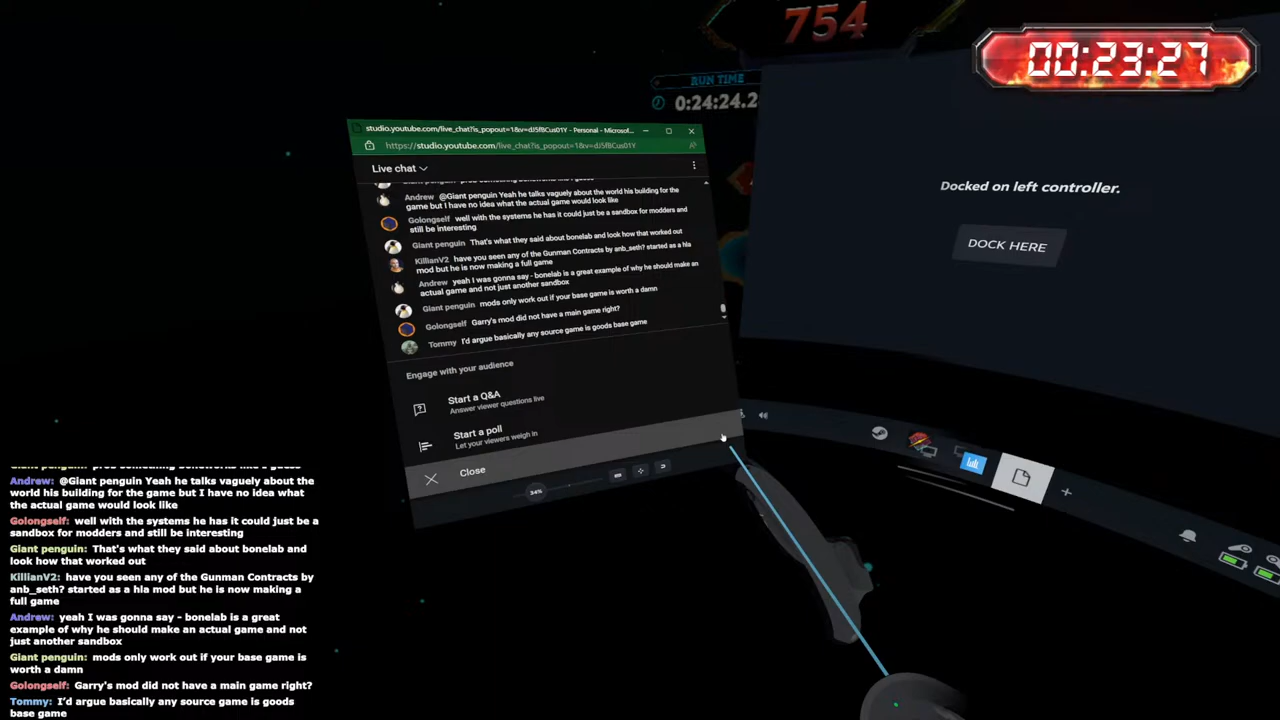 754
00:23:27
RUN TIME
0:24:24.2
studio.youtube.com/live_chat?is_popout=1&v=dJ5fBCus01Y - Personal - Microsof...
https://studio.youtube.com/live_chat?is_popout=1&v=dJ5fBCus01Y
Live chat
Andrew @Giant penguin Yeah he talks vaguely about the world his building for the
game but I have no idea what the actual game would look like
Golongself well with the systems he has it could just be a sandbox for modders and
still be interesting
Giant penguin That's what they said about bonelab and look how that worked out
KillianV2 have you seen any of the Gunman Contracts by anb_seth? started as a hla
mod but he is now making a full game
Andrew yeah I was gonna say - bonelab is a great example of why he should make an
actual game and not just another sandbox
Giant penguin mods only work out if your base game is worth a damn
Golongself Garry's mod did not have a main game right?
Tommy I'd argue basically any source game is goods base game
Engage with your audience
Start a Q&A
Answer viewer questions live
Start a poll
Let your viewers weigh in
Close
34%
Docked on left controller.
DOCK HERE
Andrew: @Giant penguin Yeah he talks vaguely about the
world his building for the game but I have no idea what
the actual game would look like
Golongself: well with the systems he has it could just be a
sandbox for modders and still be interesting
Giant penguin: That's what they said about bonelab and
look how that worked out
KillianV2: have you seen any of the Gunman Contracts by
anb_seth? started as a hla mod but he is now making a
full game
Andrew: yeah I was gonna say - bonelab is a great
example of why he should make an actual game and not
just another sandbox
Giant penguin: mods only work out if your base game is
worth a damn
Golongself: Garry's mod did not have a main game right?
Tommy: I'd argue basically any source game is goods
base game